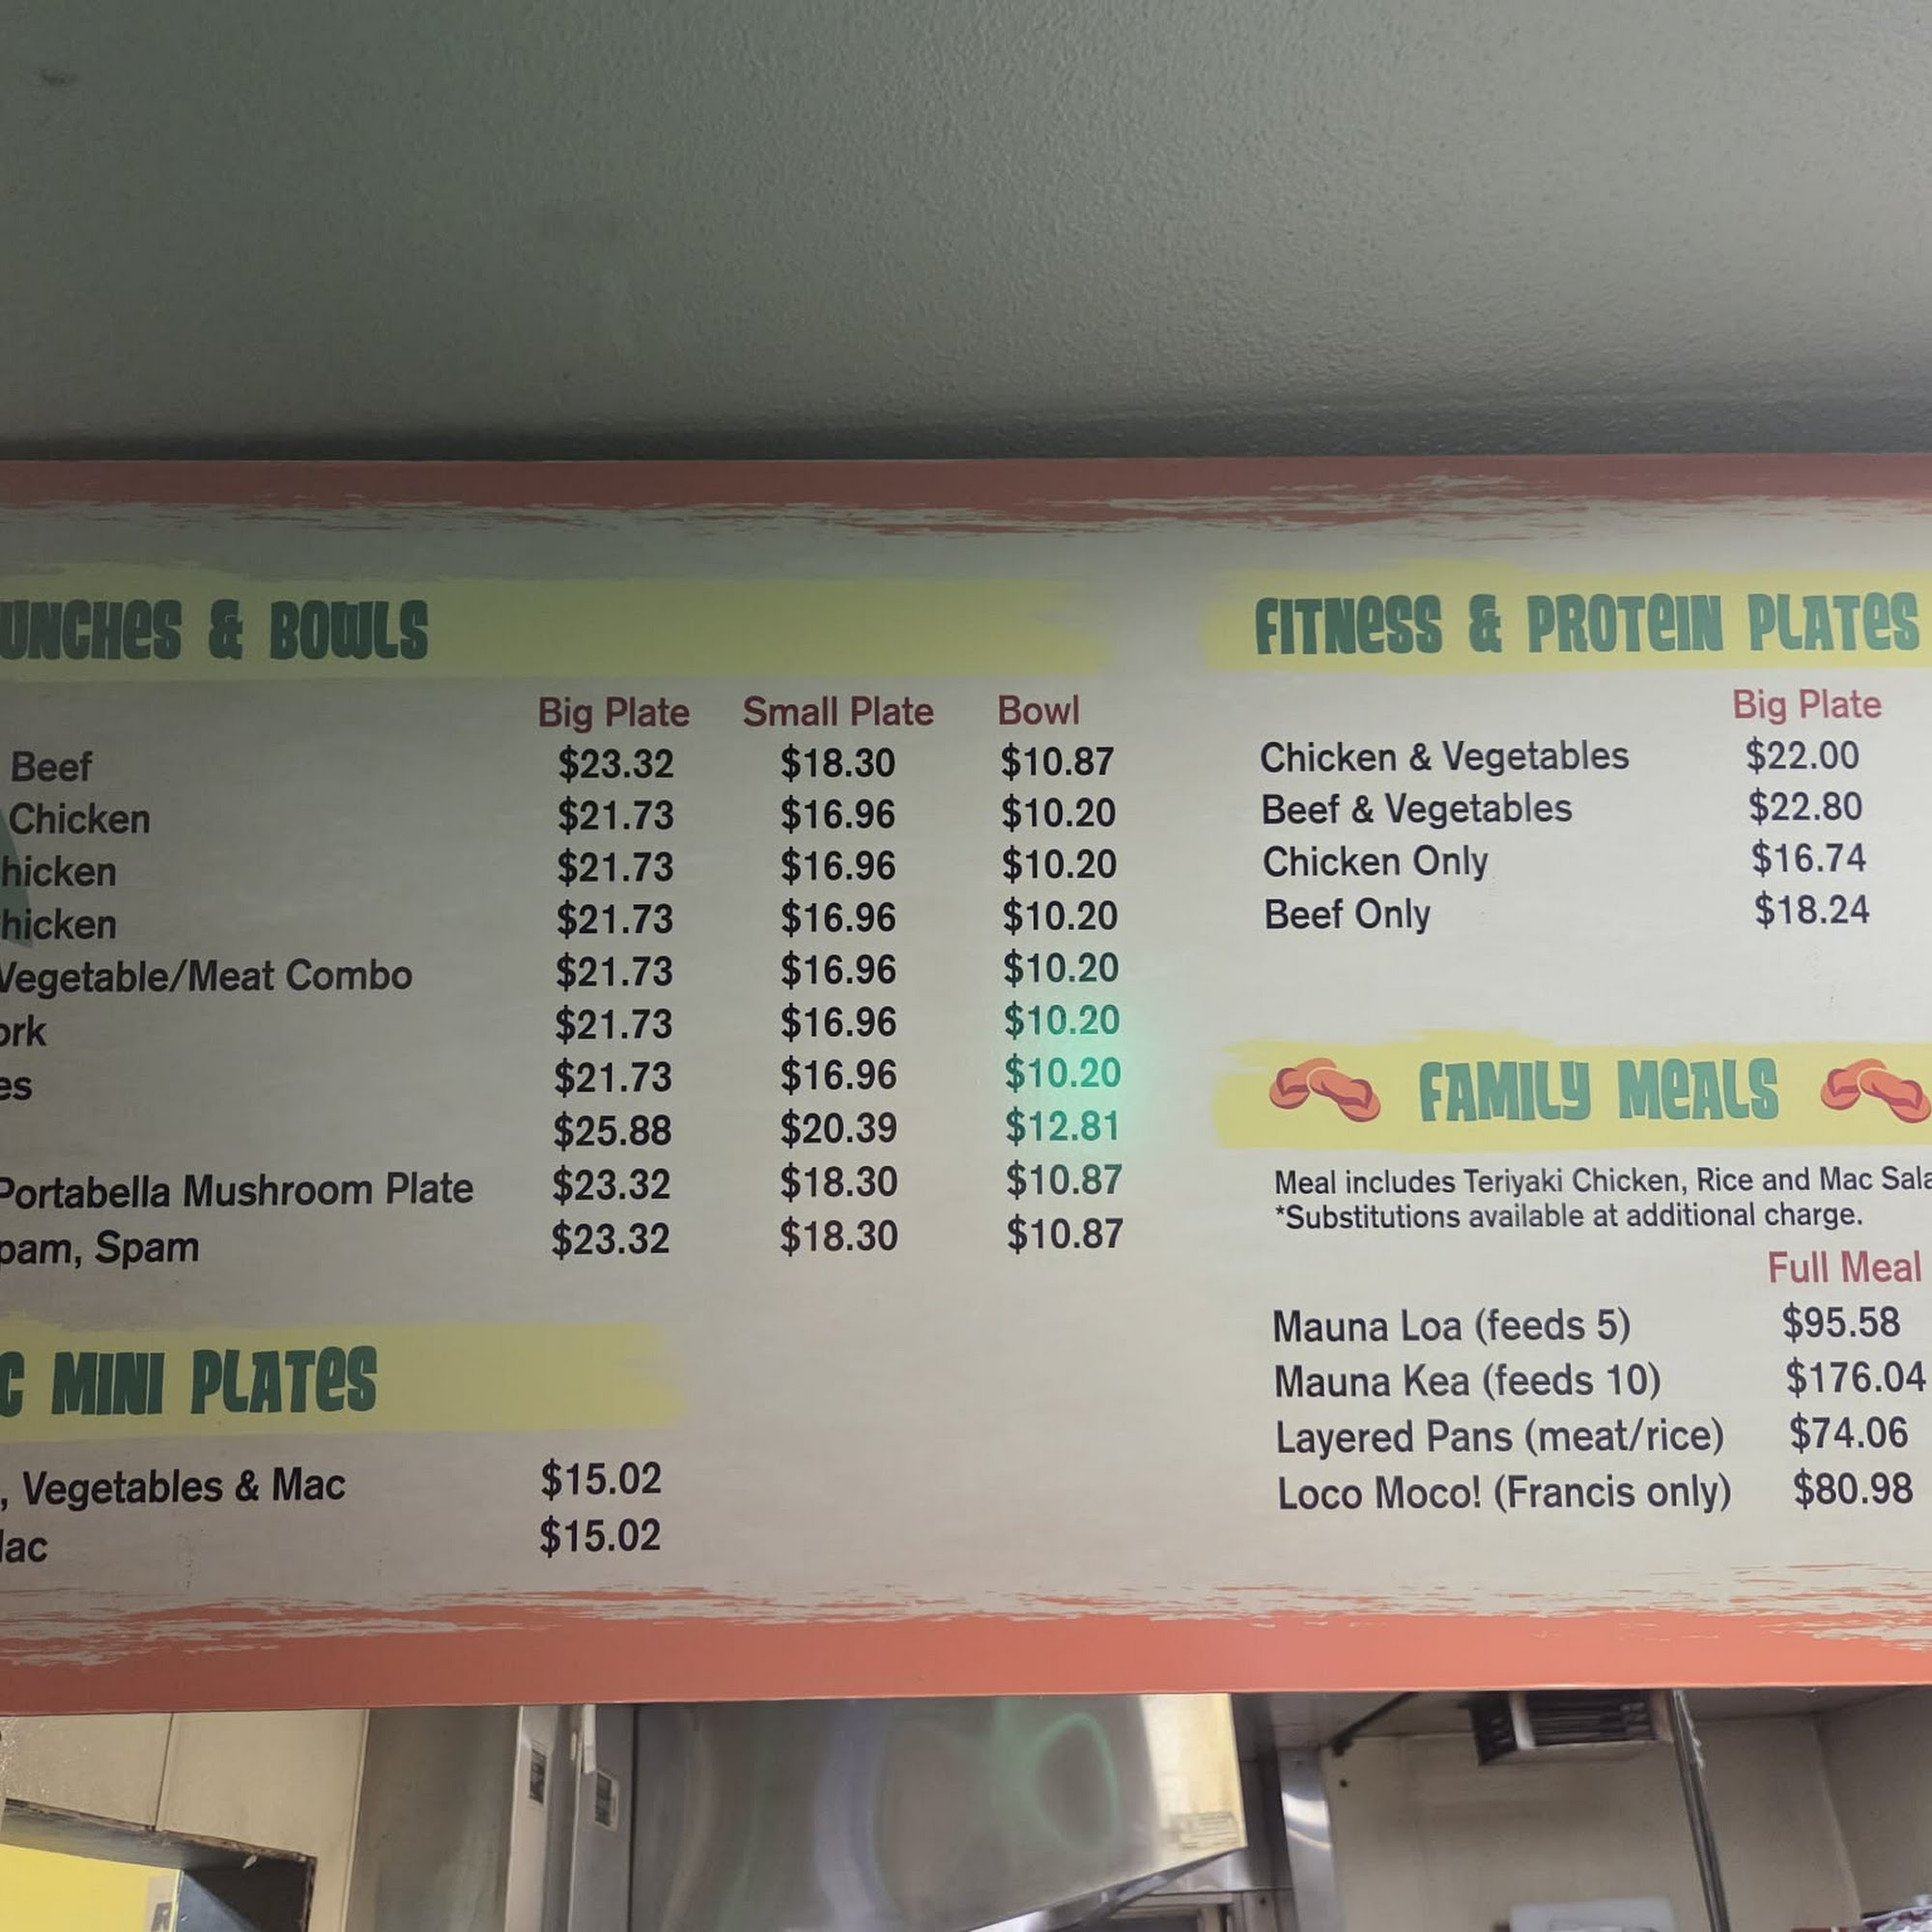 & BOWLS
Big Plate Small Plate Bowl
Beef $23.32 $18.30 $10.87
Chicken $21.73 $16.96 $10.20
hicken $21.73 $16.96 $10.20
hicken $21.73 $16.96 $10.20
Vegetable/Meat Combo $21.73 $16.96 $10.20
ork $21.73 $16.96 $10.20
es $21.73 $16.96 $10.20
$25.88 $20.39 $12.81
Portabella Mushroom Plate $23.32 $18.30 $10.87
pam, Spam $23.32 $18.30 $10.87
C MINI PLATES
, Vegetables & Mac $15.02
Mac $15.02
FITNESS & PROTEIN PLATES
Big Plate
Chicken & Vegetables $22.00
Beef & Vegetables $22.80
Chicken Only $16.74
Beef Only $18.24
FAMILY MEALS
Meal includes Teriyaki Chicken, Rice and Mac Sala
*Substitutions available at additional charge.
Full Meal
Mauna Loa (feeds 5) $95.58
Mauna Kea (feeds 10) $176.04
Layered Pans (meat/rice) $74.06
Loco Moco! (Francis only) $80.98